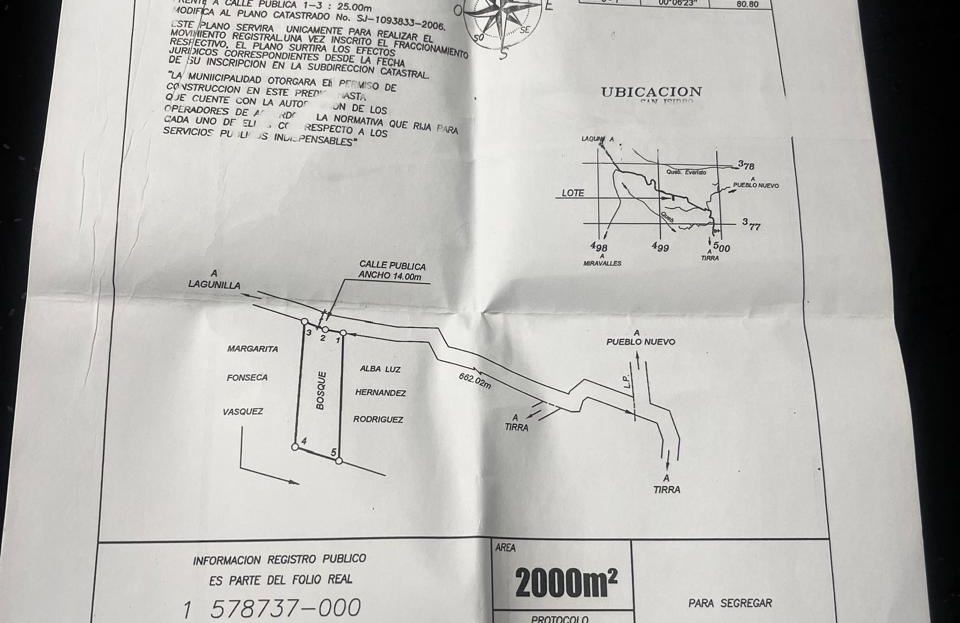 FRENTE A CALLE PUBLICA 1-3 : 25.00m
MODIFICA AL PLANO CATASTRADO No. SJ-1093833-2006.
ESTE PLANO SERVIRA UNICAMENTE PARA REALIZAR EL
MOVIMIENTO REGISTRAL.UNA VEZ INSCRITO EL FRACCIONAMIENTO
RESPECTIVO, EL PLANO SURTIRA LOS EFECTOS
JURIDICOS CORRESPONDIENTES DESDE LA FECHA
DE SU INSCRIPCION EN LA SUBDIRECCION CATASTRAL.
"LA MUNIICIPALIDAD OTORGARA EL PERMISO DE
CONSTRUCCION EN ESTE PREDIO HASTA
QUE CUENTE CON LA DE LOS
OPERADORES DE LA NORMATIVA QUE RIJA PARA
CADA UNO DE RESPECTO A LOS
SERVICIOS PUBLICOS INDISPENSABLES"
O
E
SO
SE
S
00°06'23"
80.80
UBICACION
SAN ISIDRO
LAGUNILLA
378
Queb. Evaristo
A
PUEBLO NUEVO
LOTE
Queb.
377
498
499
500
A
MIRAVALLES
A
TIRRA
CALLE PUBLICA
ANCHO 14.00m
A
LAGUNILLA
3
2
1
MARGARITA
FONSECA
VASQUEZ
BOSQUE
ALBA LUZ
HERNANDEZ
RODRIGUEZ
4
5
662.02m
A
TIRRA
A
PUEBLO NUEVO
L.P.
A
TIRRA
INFORMACION REGISTRO PUBLICO
ES PARTE DEL FOLIO REAL
1 578737-000
AREA
2000m²
PROTOCOLO
PARA SEGREGAR